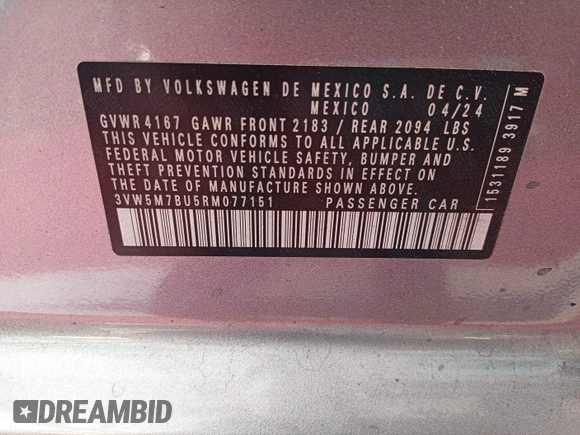 MFD BY VOLKSWAGEN DE MEXICO S.A. DE C.V.
MEXICO 04/24
GVWR 4167 GAWR FRONT 2183 / REAR 2094 LBS
THIS VEHICLE CONFORMS TO ALL APPLICABLE U.S.
FEDERAL MOTOR VEHICLE SAFETY, BUMPER AND
THEFT PREVENTION STANDARDS IN EFFECT ON THE
DATE OF MANUFACTURE SHOWN ABOVE.
3VW5M7BU5RM077151 PASSENGER CAR
1531189 3917 M
DREAMBID